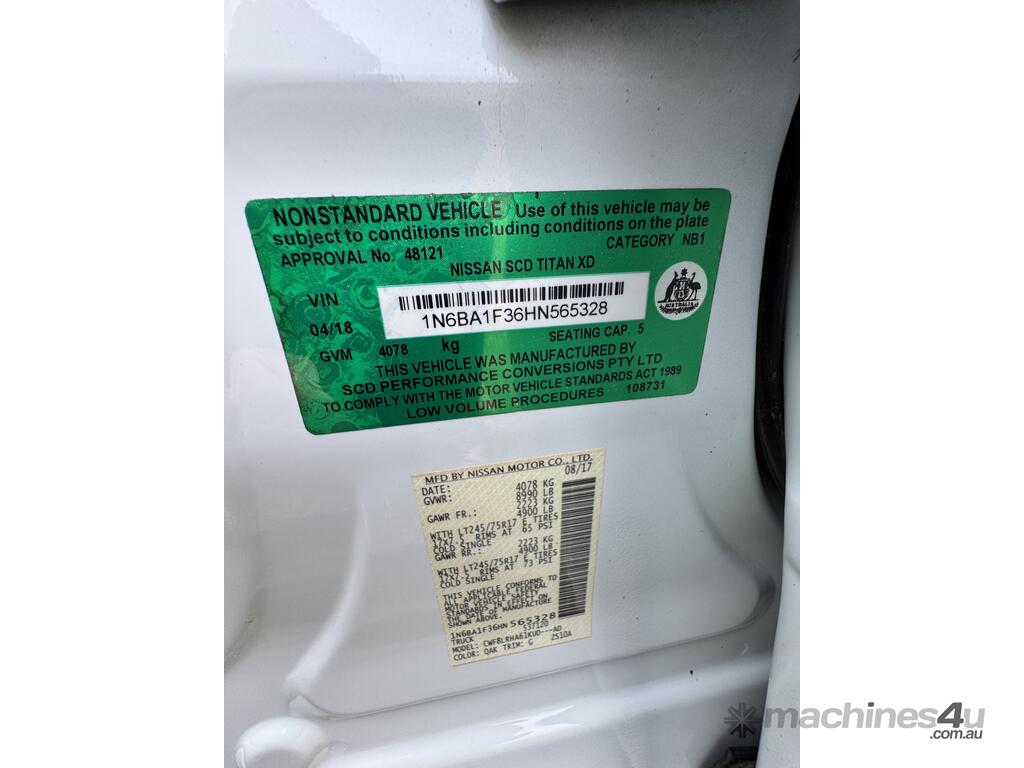 NONSTANDARD VEHICLE Use of this vehicle may be
subject to conditions including conditions on the plate
APPROVAL No. 48121 CATEGORY NB1
NISSAN SCD TITAN XD
VIN 1N6BA1F36HN565328
AUSTRALIA
04/18 SEATING CAP. 5
GVM 4078 kg
THIS VEHICLE WAS MANUFACTURED BY
SCD PERFORMANCE CONVERSIONS PTY LTD
TO COMPLY WITH THE MOTOR VEHICLE STANDARDS ACT 1989
LOW VOLUME PROCEDURES 108731
MFD BY NISSAN MOTOR CO., LTD.
DATE: 08/17
GVWR: 4078 KG
8990 LB
GAWR FR.: 2223 KG
4900 LB
WITH LT245/75R17 E TIRES
17X7.5 RIMS AT 65 PSI
COLD SINGLE
GAWR RR.: 2223 KG
4900 LB
WITH LT245/75R17 E TIRES
17X7.5 RIMS AT 73 PSI
COLD SINGLE
THIS VEHICLE CONFORMS TO
ALL APPLICABLE FEDERAL
MOTOR VEHICLE SAFETY
STANDARDS IN EFFECT ON
THE DATE OF MANUFACTURE
SHOWN ABOVE.
1N6BA1F36HN565328
TRUCK 537120
MODEL: CWF8LRHA61KUD---AD
COLOR: QAK TRIM: G ZS10A
machines4u
.com.au